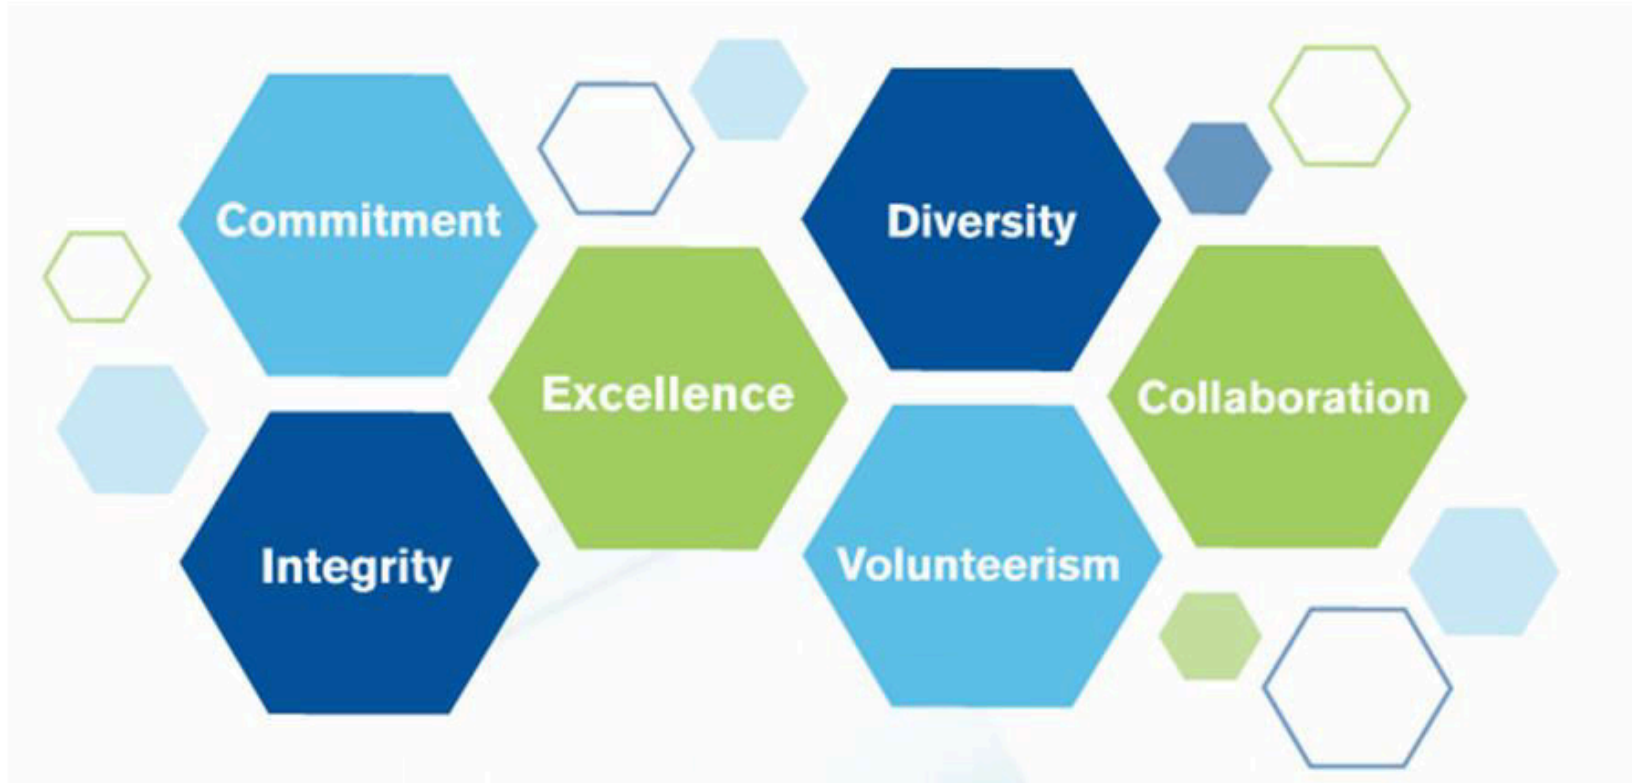 Commitment
Diversity
Excellence
Collaboration
Integrity
Volunteerism